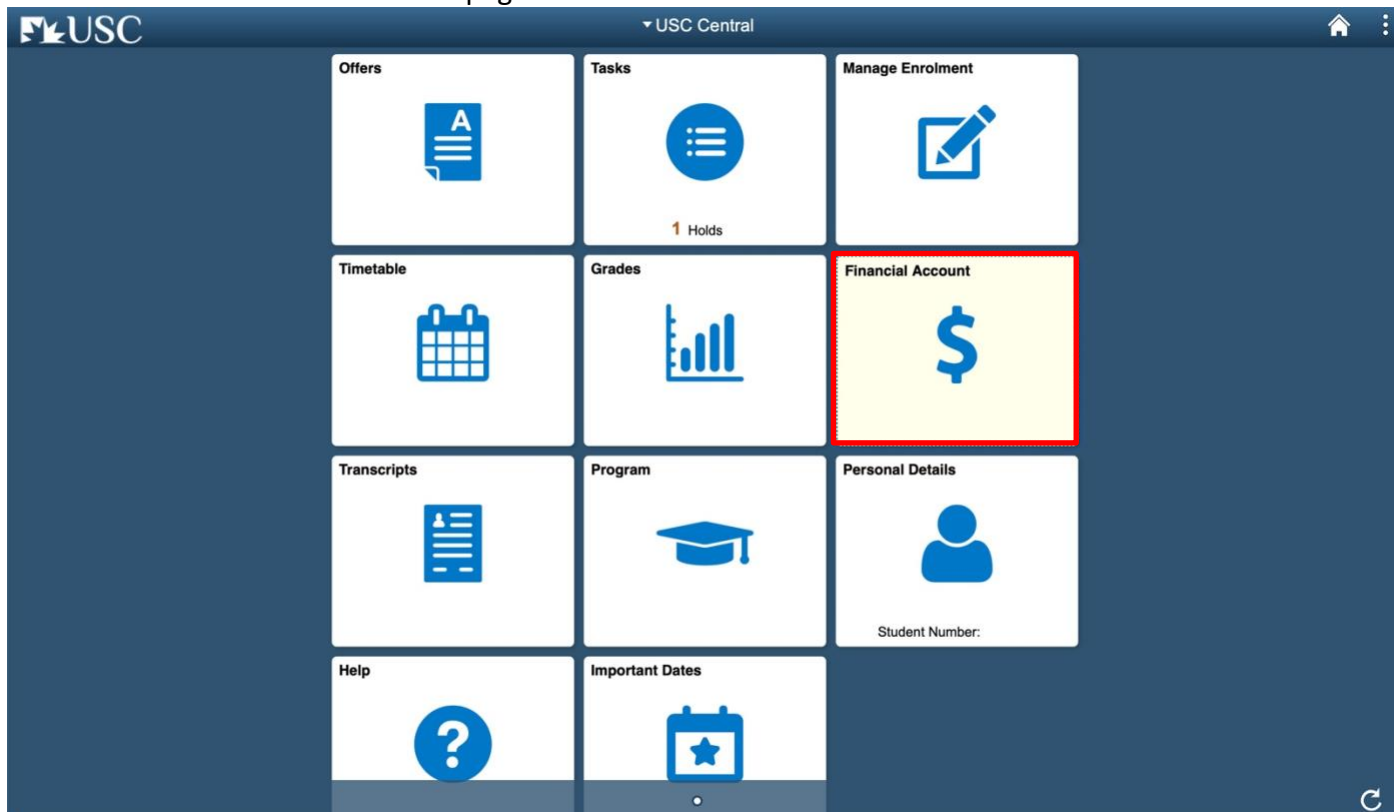 USC
USC Central
Offers
Tasks
Manage Enrolment
A
1 Holds
Timetable
Grades
Financial Account
$
Transcripts
Program
Personal Details
Student Number:
Help
Important Dates
?